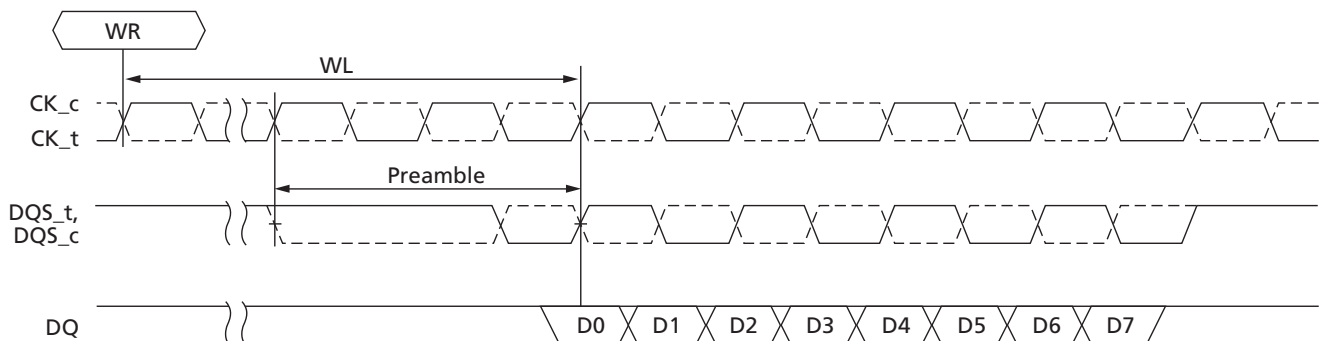 WR
WL
CK_c
CK_t
Preamble
DQS_t,
DQS_c
DQ
D0 D1 D2 D3 D4 D5 D6 D7